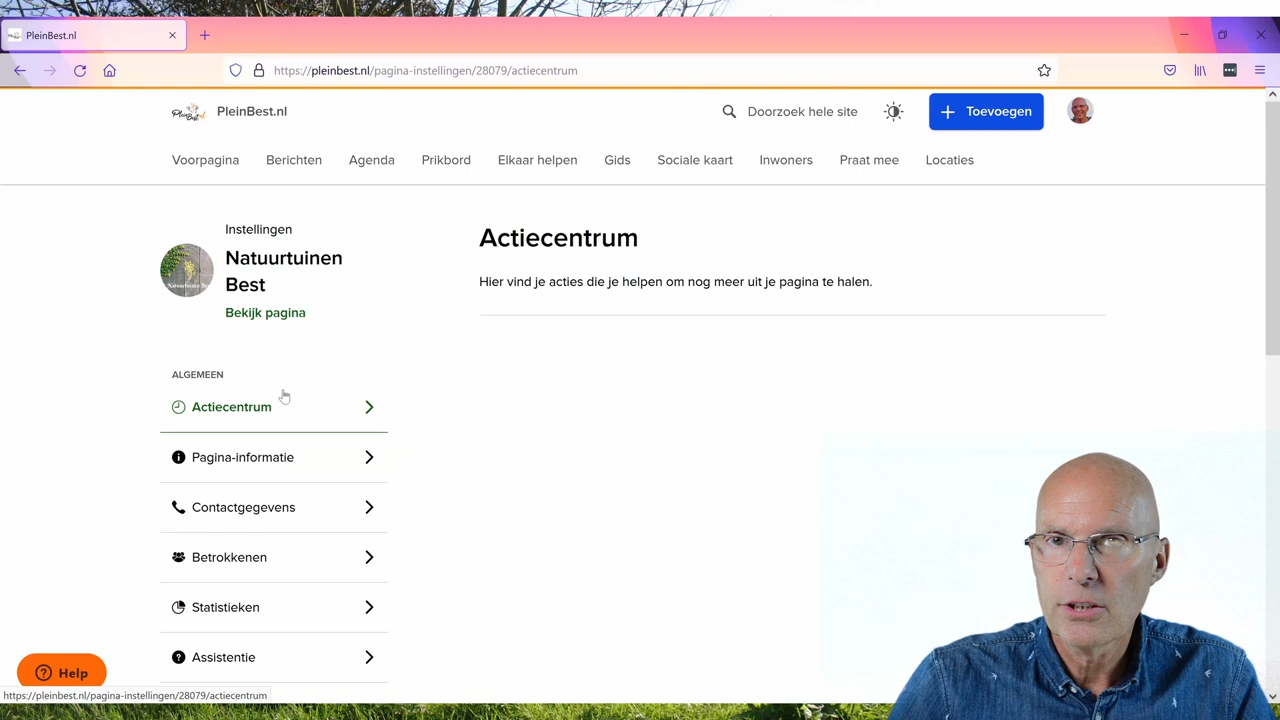 PleinBest.nl
https://pleinbest.nl/pagina-instellingen/28079/actiecentrum
PleinBest.nl
Doorzoek hele site
Toevoegen
Voorpagina Berichten Agenda Prikbord Elkaar helpen Gids Sociale kaart Inwoners Praat mee Locaties
Instellingen
Natuurtuinen
Best
Bekijk pagina
ALGEMEEN
Actiecentrum
Pagina-informatie
Contactgegevens
Betrokkenen
Statistieken
Assistentie
Actiecentrum
Hier vind je acties die je helpen om nog meer uit je pagina te halen.
Help
https://pleinbest.nl/pagina-instellingen/28079/actiecentrum